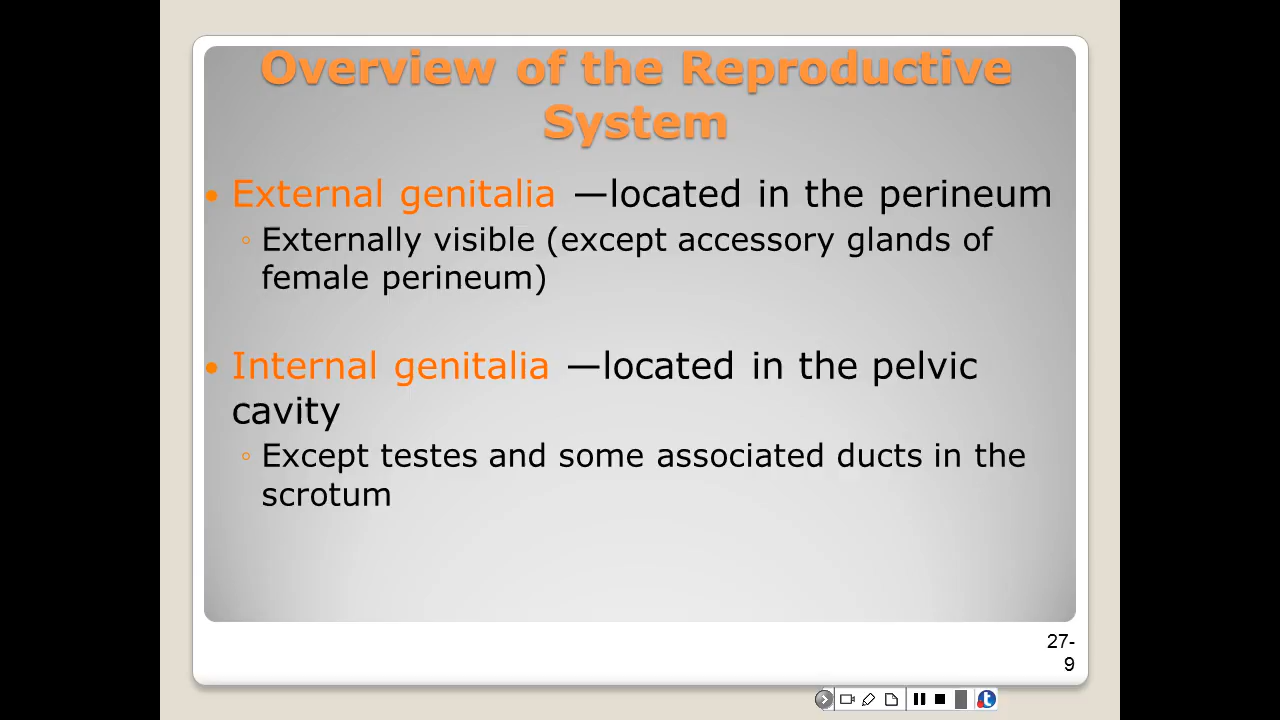 Overview of the Reproductive
System
• External genitalia —located in the perineum
◦ Externally visible (except accessory glands of
female perineum)
• Internal genitalia —located in the pelvic
cavity
◦ Except testes and some associated ducts in the
scrotum
27-
9
t